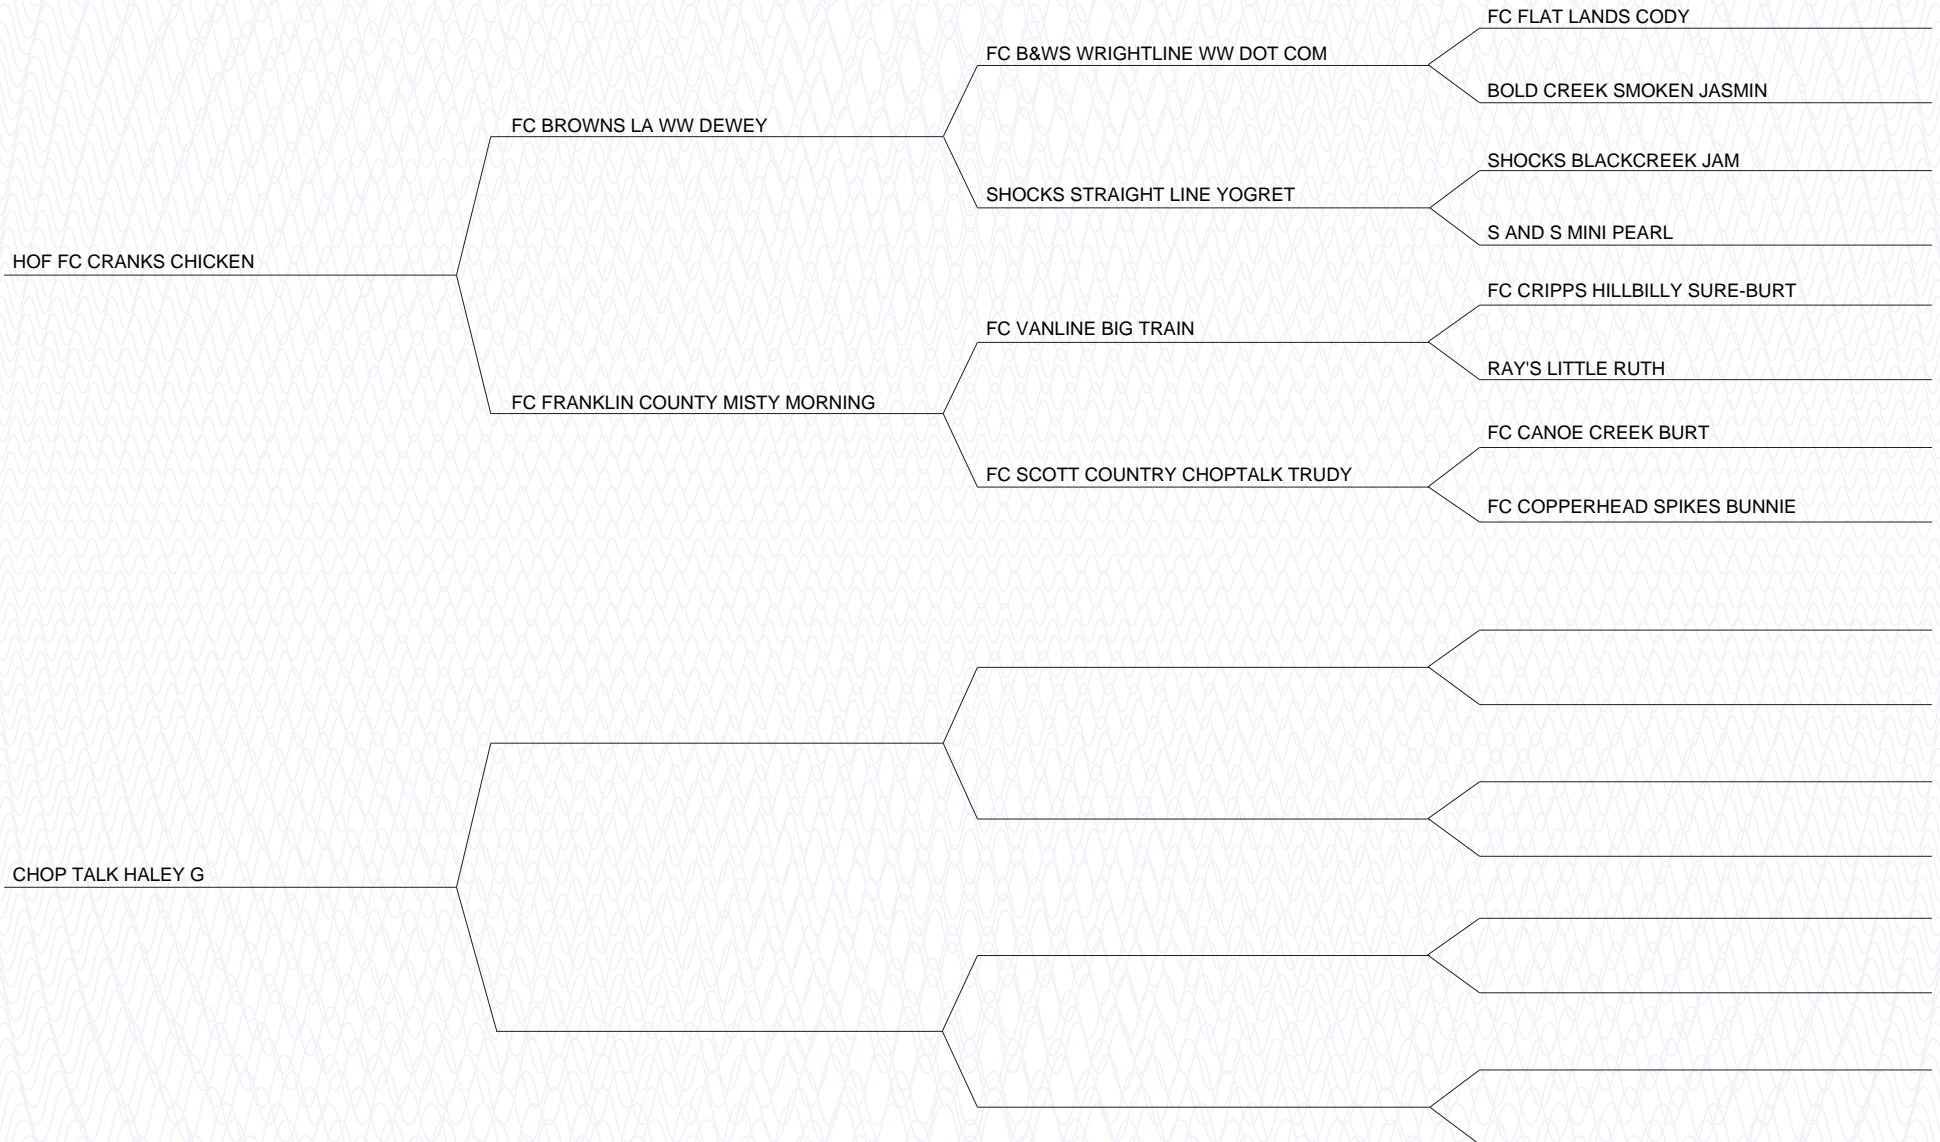 FC FLAT LANDS CODY
FC B&WS WRIGHTLINE WW DOT COM
BOLD CREEK SMOKEN JASMIN
FC BROWNS LA WW DEWEY
SHOCKS BLACKCREEK JAM
SHOCKS STRAIGHT LINE YOGRET
S AND S MINI PEARL
HOF FC CRANKS CHICKEN
FC CRIPPS HILLBILLY SURE-BURT
FC VANLINE BIG TRAIN
RAY'S LITTLE RUTH
FC FRANKLIN COUNTY MISTY MORNING
FC CANOE CREEK BURT
FC SCOTT COUNTRY CHOPTALK TRUDY
FC COPPERHEAD SPIKES BUNNIE
CHOP TALK HALEY G